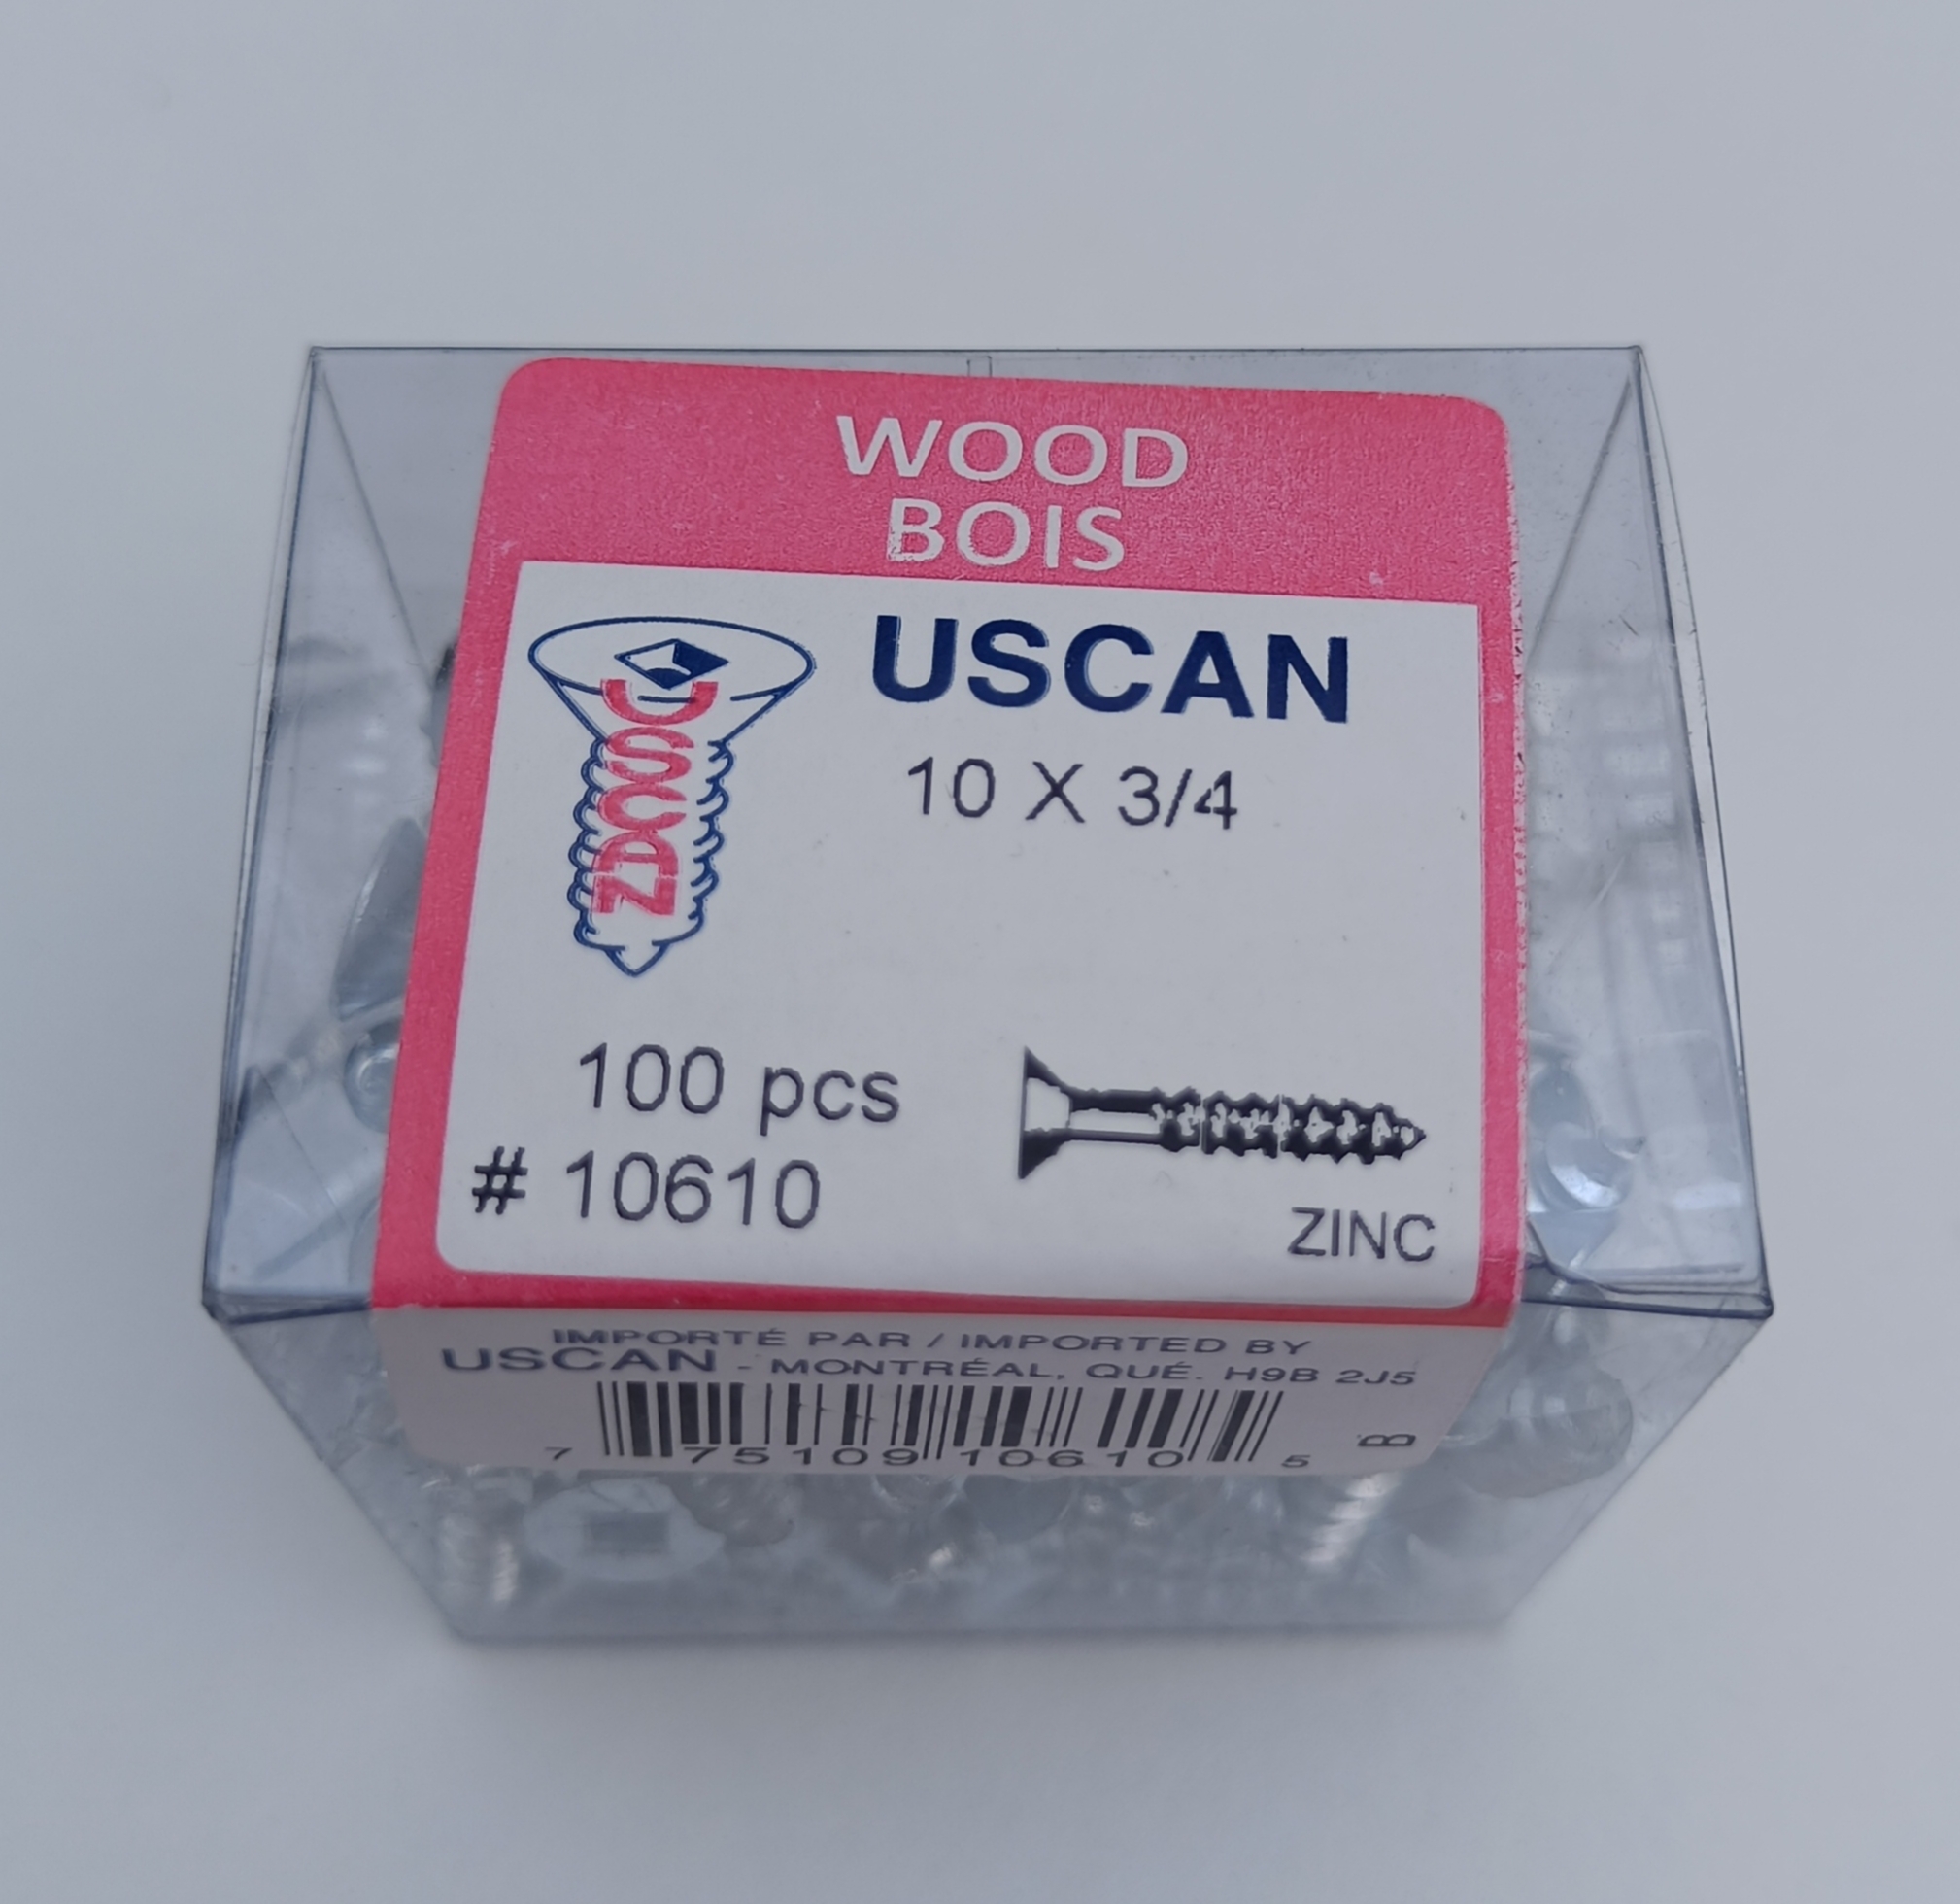 WOOD
BOIS
USCAN
USCAN
10 X 3/4
100 pcs
# 10610
ZINC
IMPORTÉ PAR / IMPORTED BY
USCAN - MONTRÉAL, QUÉ. H9B 2J5
7 75109 10610 5
B